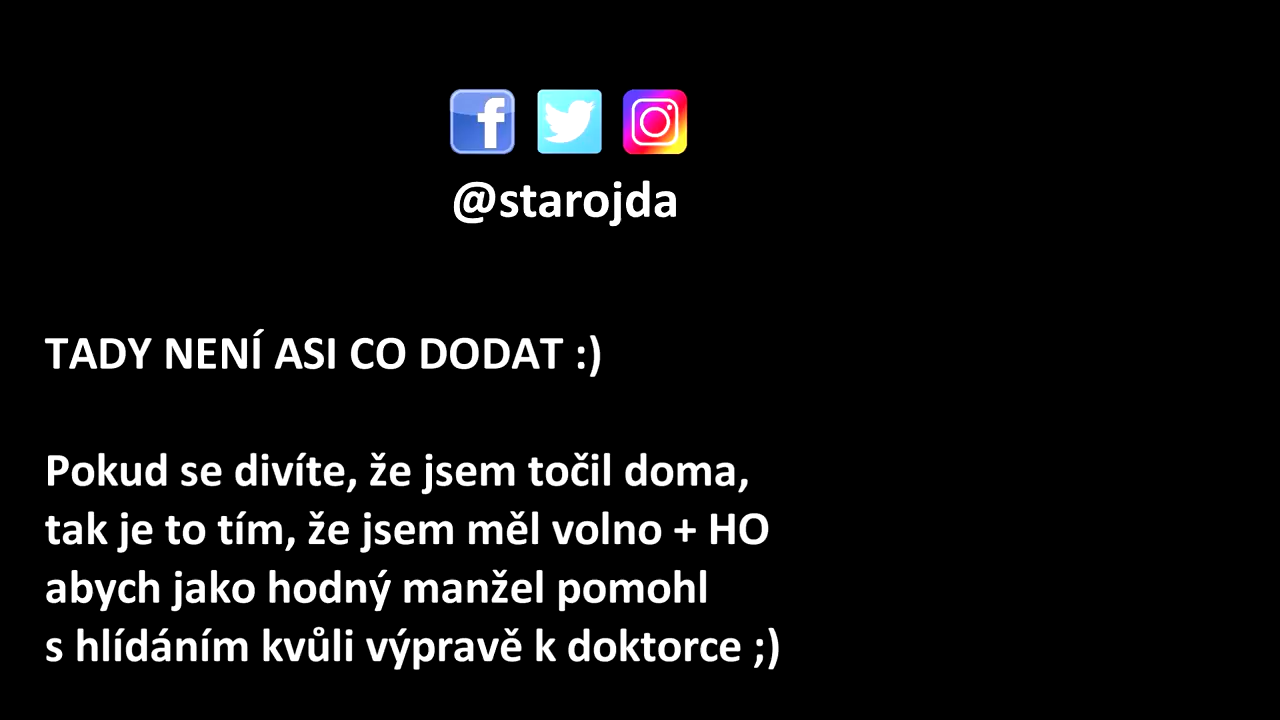 @starojda
TADY NENÍ ASI CO DODAT :)
Pokud se divíte, že jsem točil doma,
tak je to tím, že jsem měl volno + HO
abych jako hodný manžel pomohl
s hlídáním kvůli výpravě k doktorce ;)